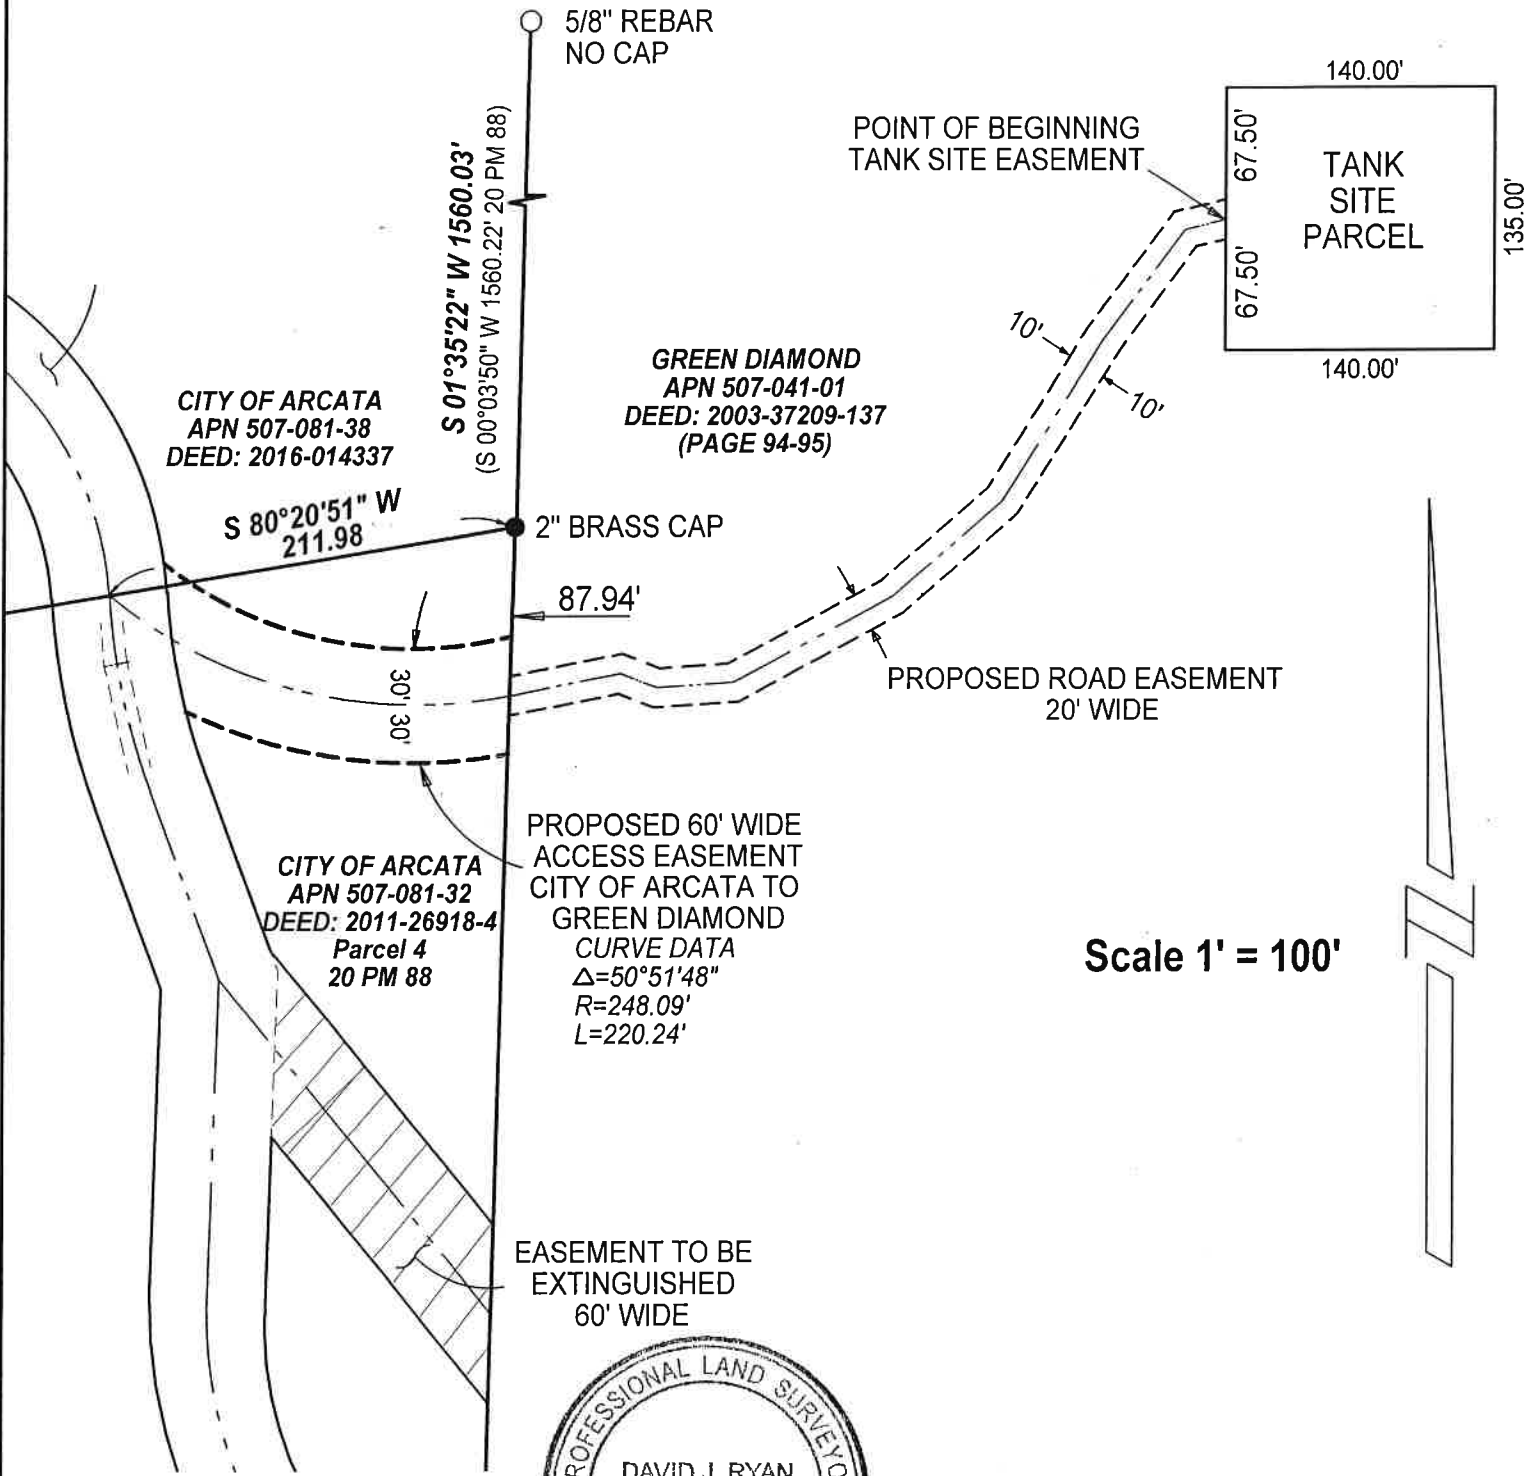 5/8" REBAR
NO CAP
140.00'
POINT OF BEGINNING
TANK SITE EASEMENT
67.50'
67.50'
TANK
SITE
PARCEL
135.00'
140.00'
S 01°35'22" W 1560.03'
(S 00°03'50" W 1560.22' 20 PM 88)
10'
10'
GREEN DIAMOND
APN 507-041-01
DEED: 2003-37209-137
(PAGE 94-95)
CITY OF ARCATA
APN 507-081-38
DEED: 2016-014337
S 80°20'51" W
211.98
2" BRASS CAP
87.94'
30'
30'
PROPOSED ROAD EASEMENT
20' WIDE
PROPOSED 60' WIDE
ACCESS EASEMENT
CITY OF ARCATA TO
GREEN DIAMOND
CURVE DATA
Δ=50°51'48"
R=248.09'
L=220.24'
CITY OF ARCATA
APN 507-081-32
DEED: 2011-26918-4
Parcel 4
20 PM 88
Scale 1' = 100'
N
EASEMENT TO BE
EXTINGUISHED
60' WIDE
PROFESSIONAL LAND SURVEYO
DAVID J. RYAN